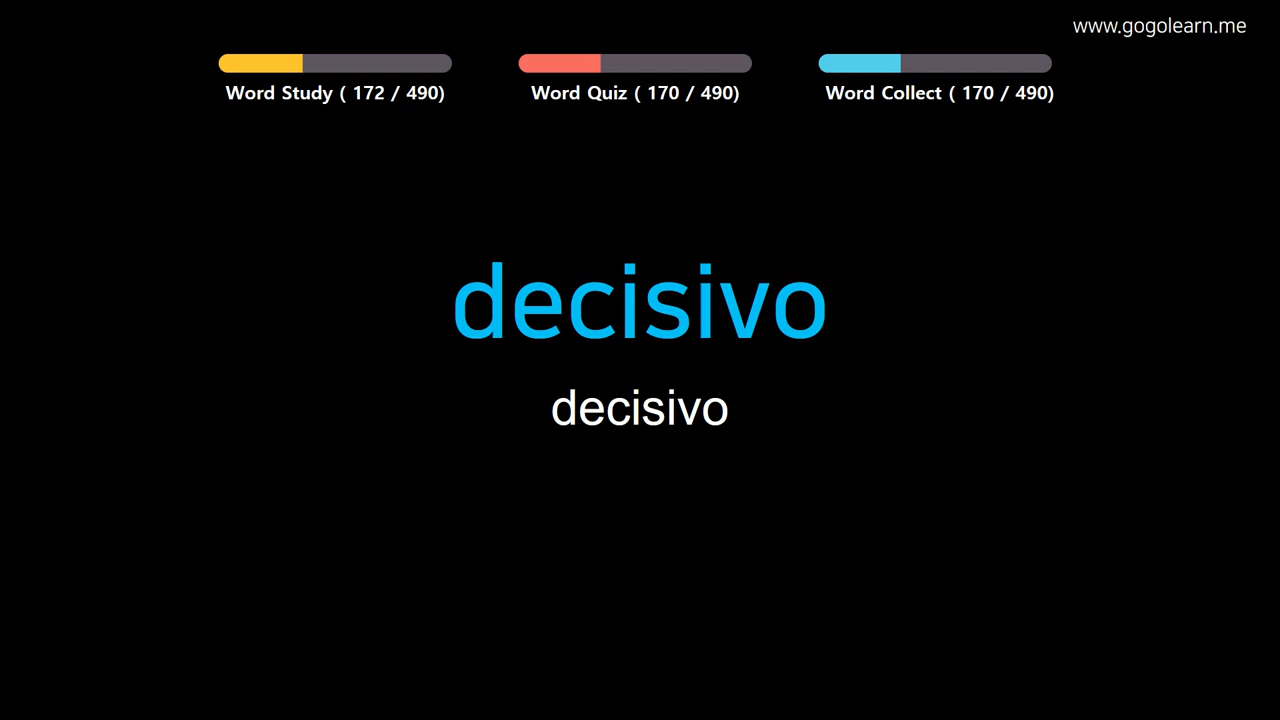 www.gogolearn.me
Word Study ( 172 / 490)
Word Quiz ( 170 / 490)
Word Collect ( 170 / 490)
decisivo
decisivo